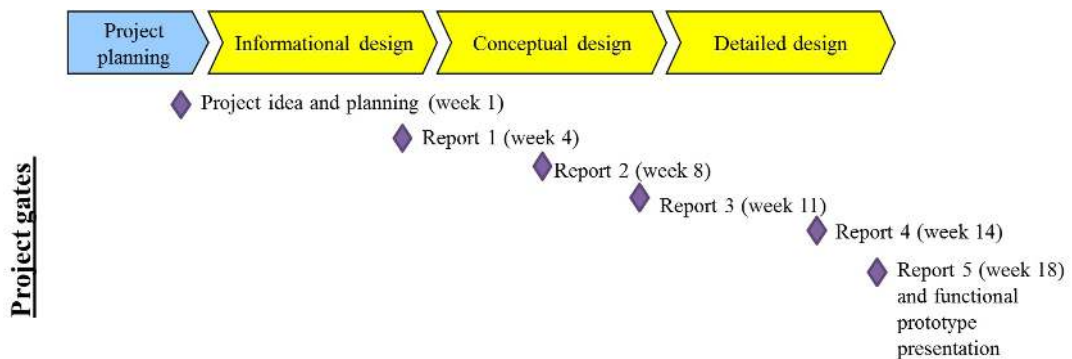 Project
planning
Informational design
Conceptual design
Detailed design
Project idea and planning (week 1)
Report 1 (week 4)
Report 2 (week 8)
Report 3 (week 11)
Report 4 (week 14)
Report 5 (week 18)
and functional
prototype
presentation
Project gates